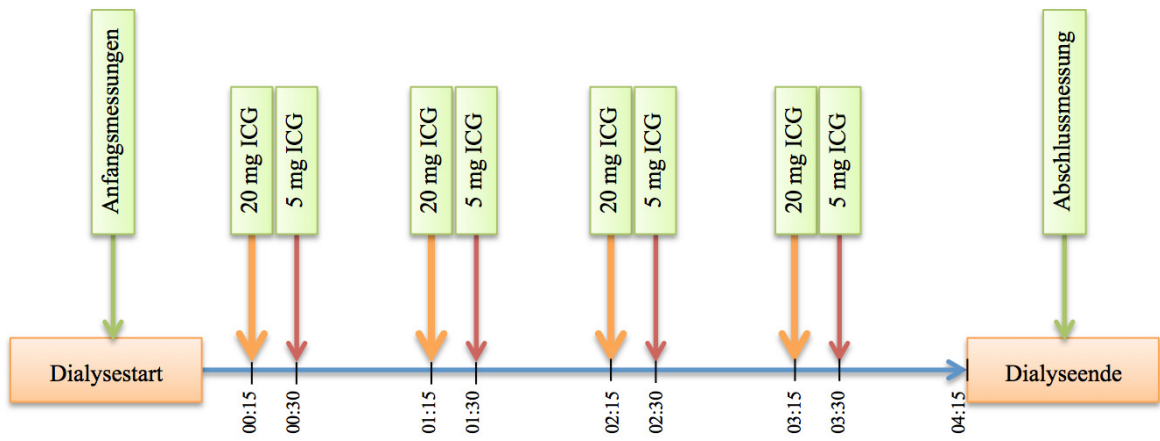 Anfangsmessungen
20 mg ICG
5 mg ICG
20 mg ICG
5 mg ICG
20 mg ICG
5 mg ICG
20 mg ICG
5 mg ICG
Abschlussmessung
Dialysestart
Dialyseende
00:15
00:30
01:15
01:30
02:15
02:30
03:15
03:30
04:15